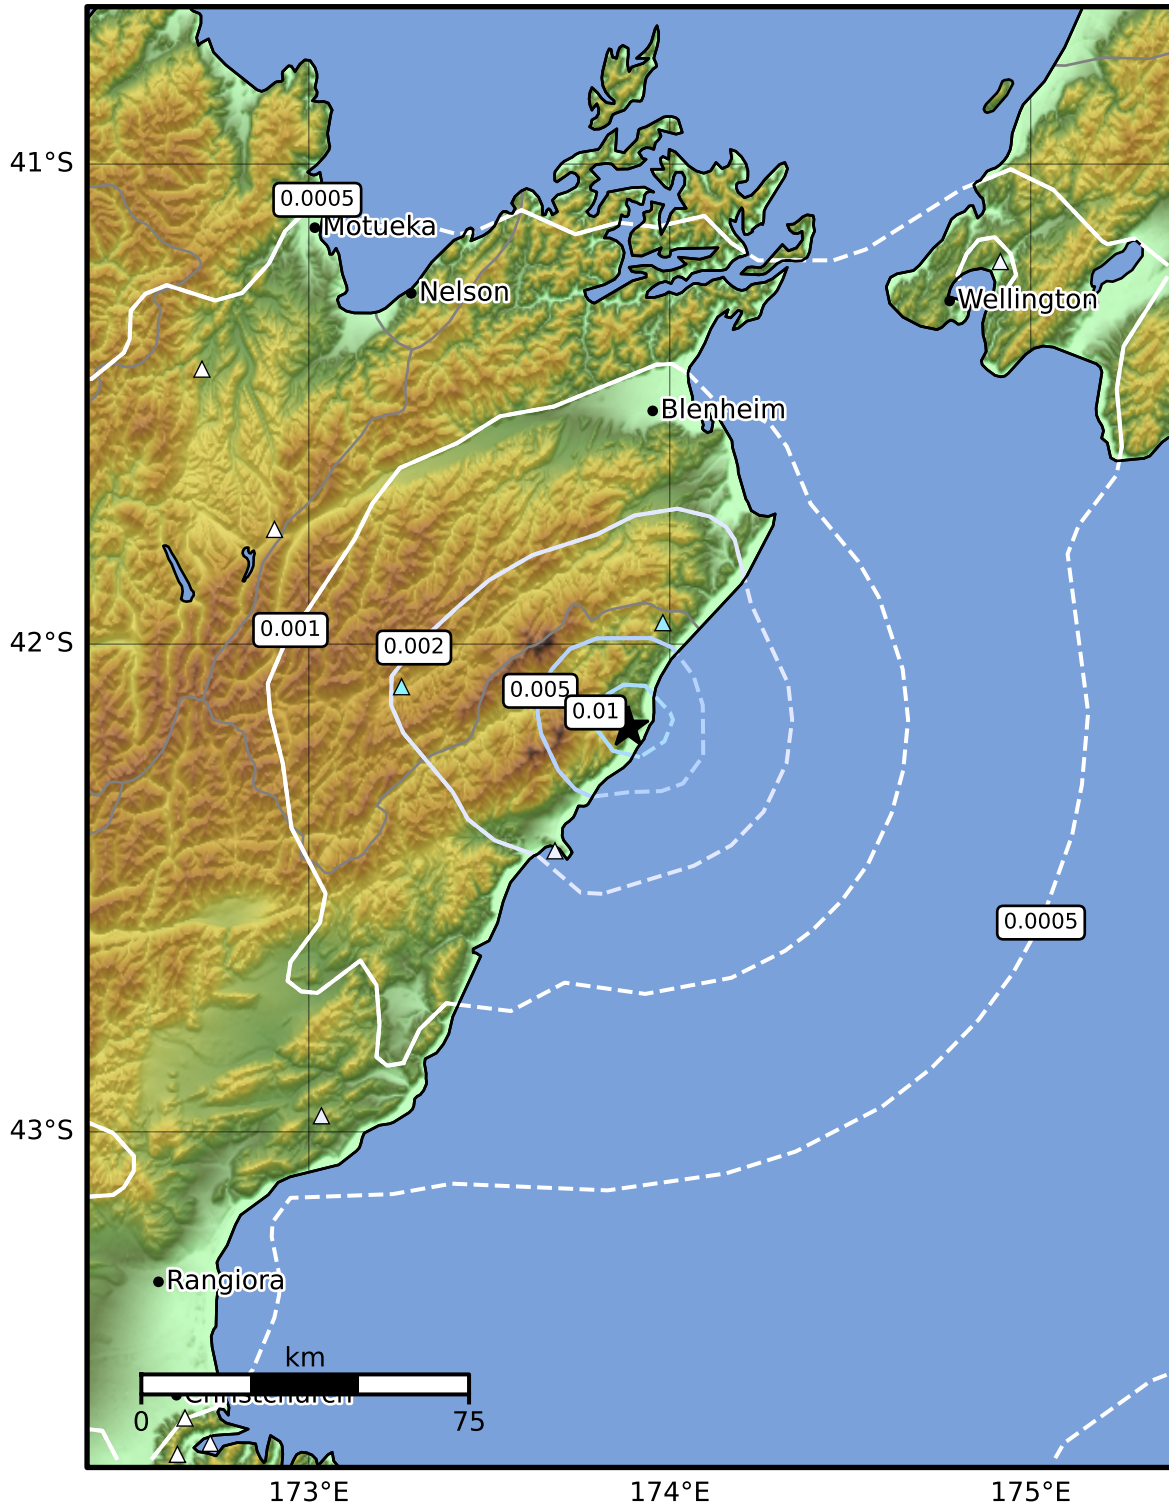 41°S
0.0005
Motueka
Nelson
Wellington
Blenheim
0.001
42°S
0.002
0.005
0.01
0.0005
43°S
Rangiora
km
Christchurch
0
75
173°E
174°E
175°E